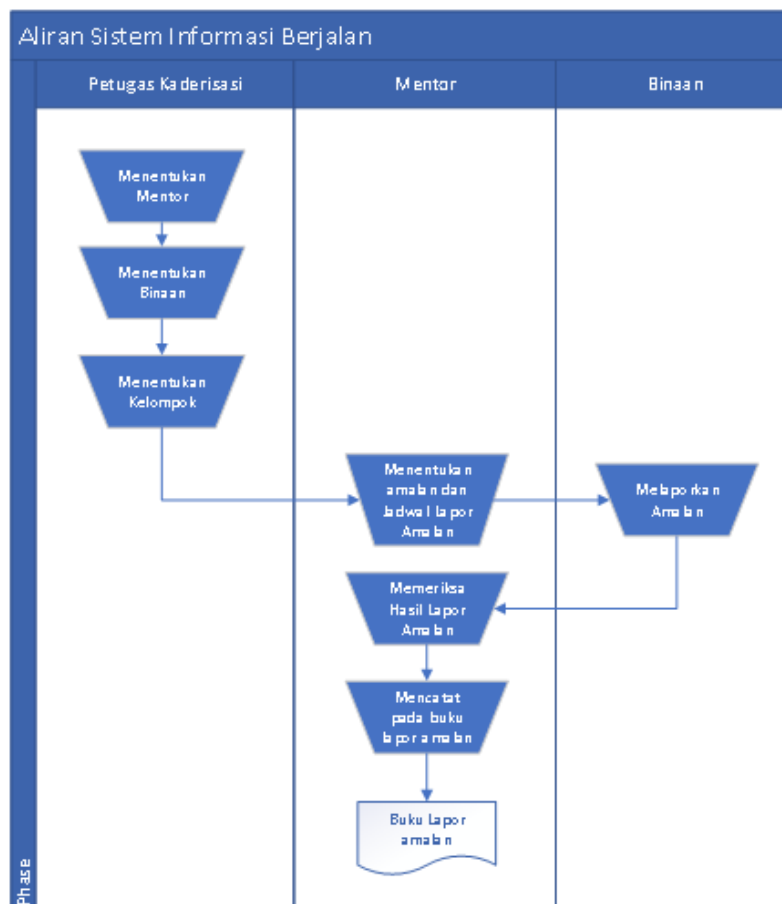 Aliran Sistem Informasi Berjalan
Petugas Kaderisasi
Mentor
Binaan
Menentukan
Mentor
Menentukan
Binaan
Menentukan
Kelompok
Menentukan
amalan dan
Jadwal Lapor
Amalan
Melaporkan
Amalan
Memeriksa
Hasil Lapor
Amalan
Mencatat
pada buku
lapor amalan
Buku Lapor
amalan
Phase